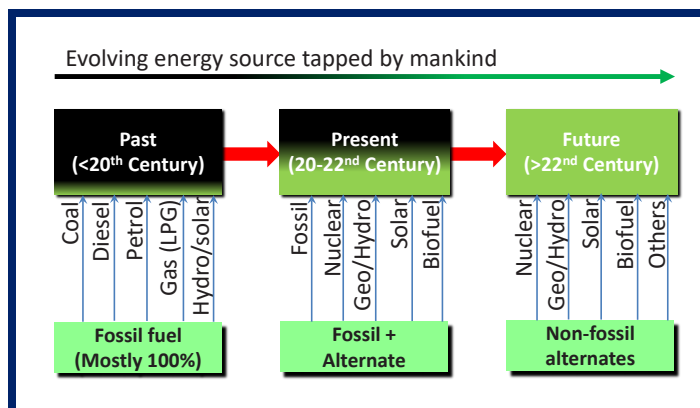 Evolving energy source tapped by mankind
Past
(<20th Century)
Present
(20-22nd Century)
Future
(>22nd Century)
Coal
Diesel
Petrol
Gas (LPG)
Hydro/solar
Fossil
Nuclear
Geo/Hydro
Solar
Biofuel
Nuclear
Geo/Hydro
Solar
Biofuel
Others
Fossil fuel
(Mostly 100%)
Fossil +
Alternate
Non-fossil
alternates